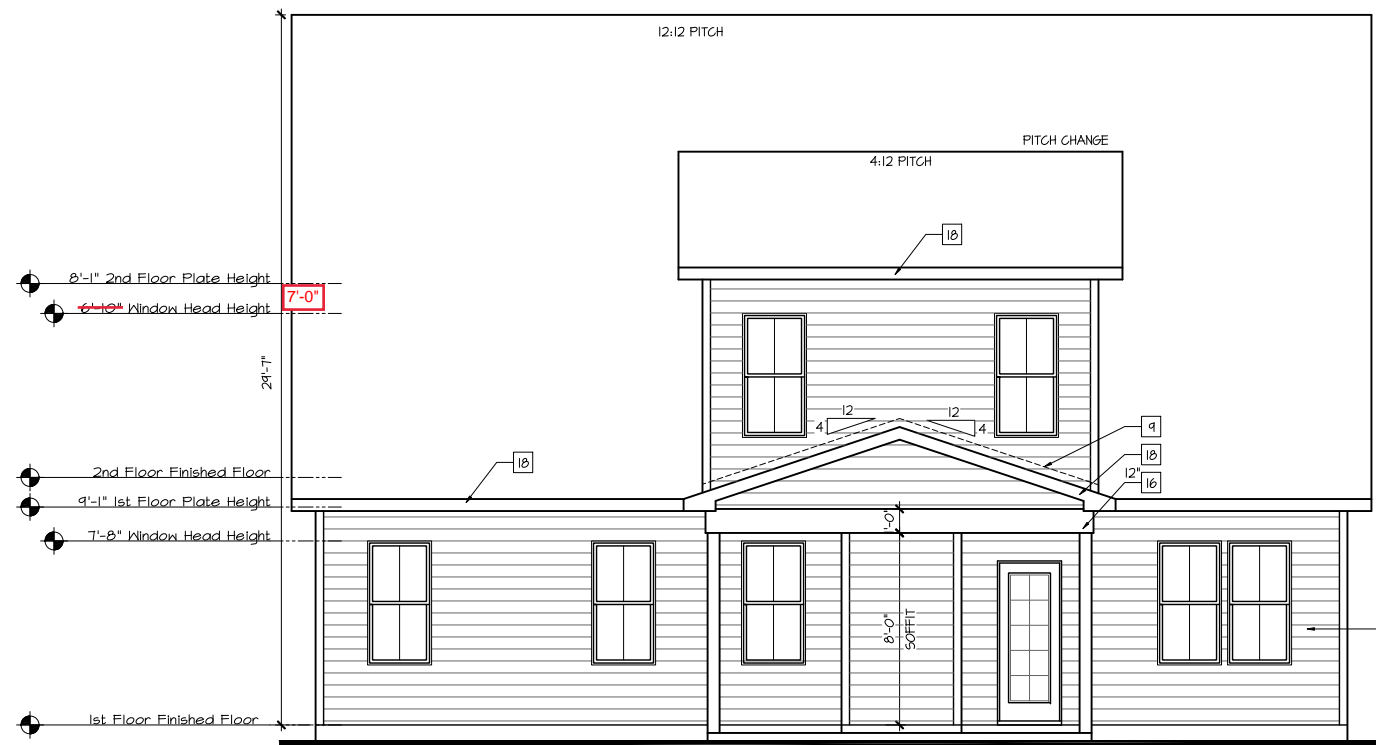 12:12 PITCH
PITCH CHANGE
4:12 PITCH
18
8'-1" 2nd Floor Plate Height
7'-0"
6'-10" Window Head Height
29'-7"
12
12
4
4
9
18
18
12"
16
2nd Floor Finished Floor
9'-1" 1st Floor Plate Height
1'-0"
7'-8" Window Head Height
8'-0"
SOFFIT
1st Floor Finished Floor